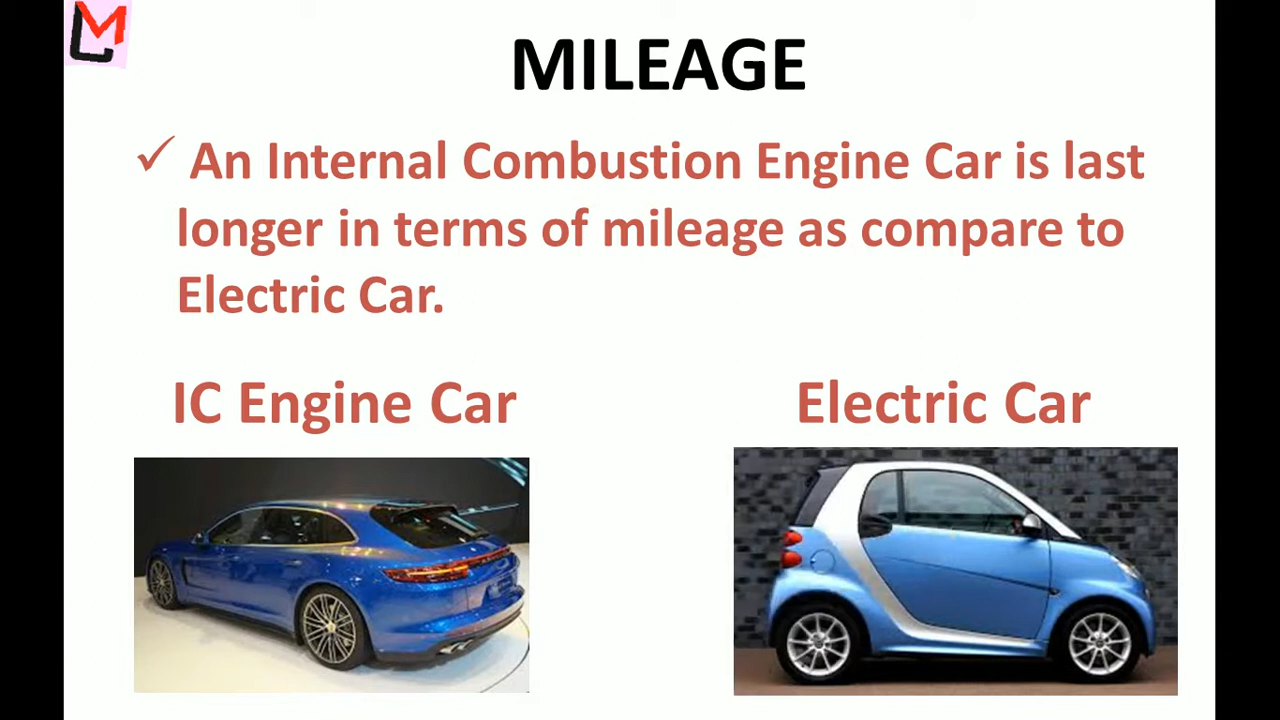 LM
MILEAGE
✓ An Internal Combustion Engine Car is last
longer in terms of mileage as compare to
Electric Car.
IC Engine Car
Electric Car